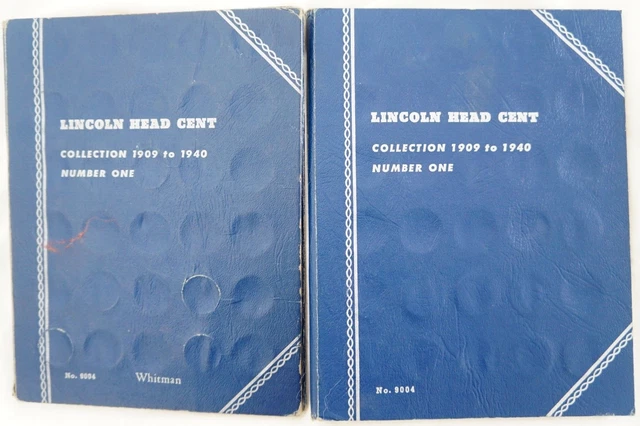 LINCOLN HEAD CENT
COLLECTION 1909 to 1940
NUMBER ONE
No. 9004 Whitman
LINCOLN HEAD CENT
COLLECTION 1909 to 1940
NUMBER ONE
No. 9004